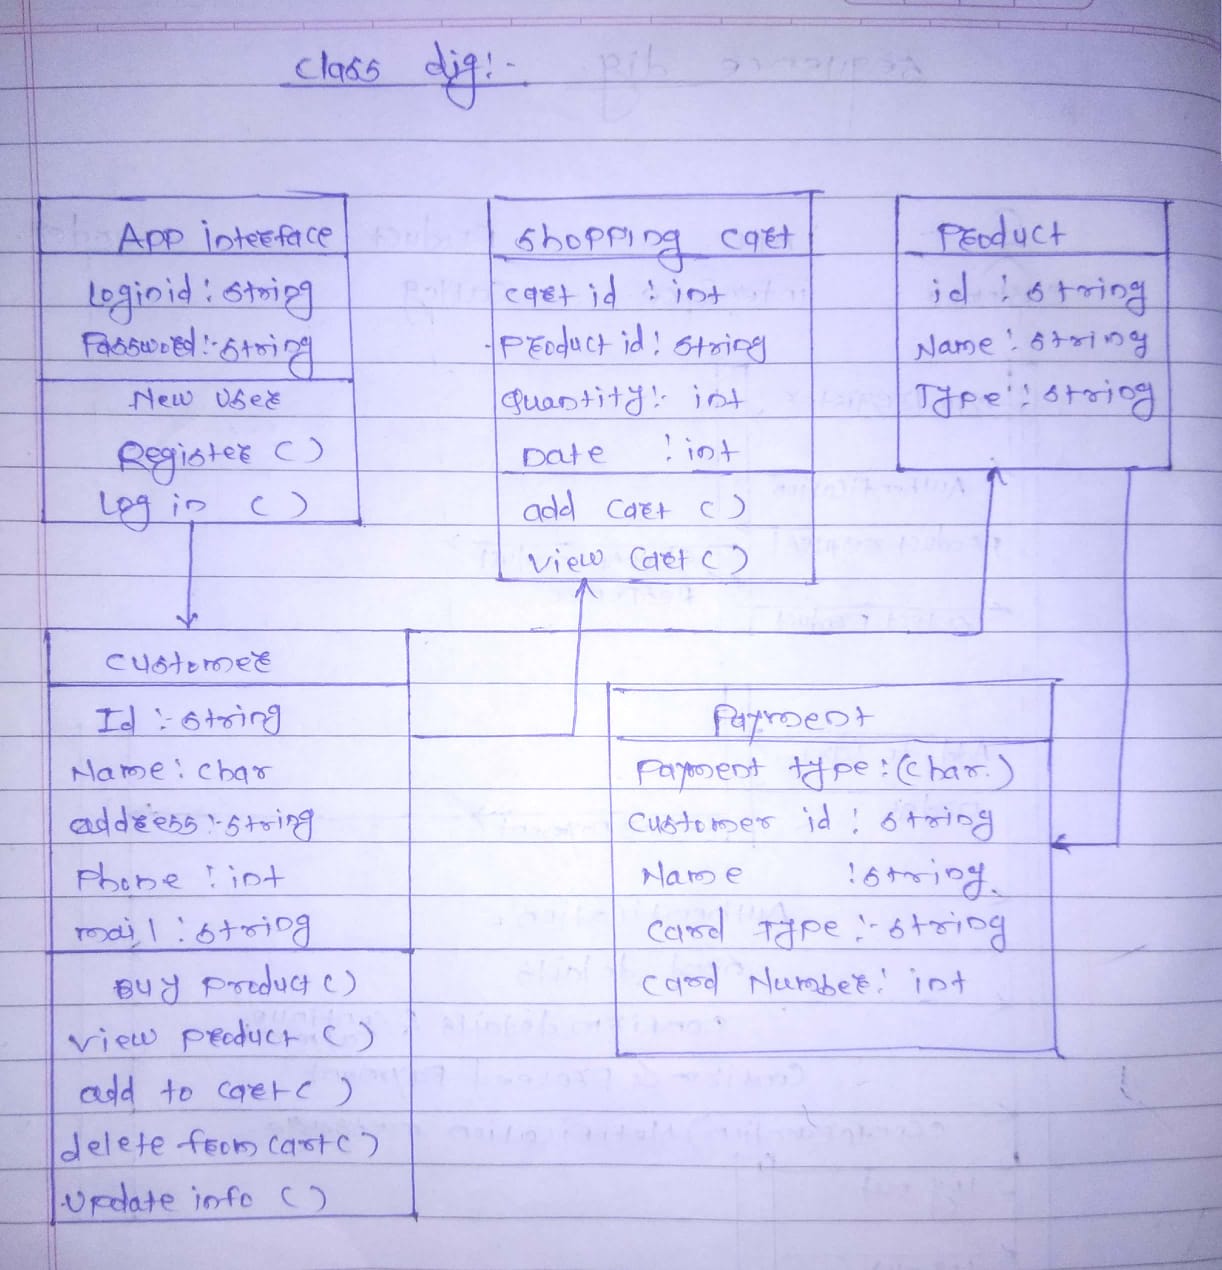 class dig:-
App interface
loginid: string
Password:- string
New User
Register ()
Log in ()
shopping cart
cart id : int
Product id: string
Quantity:- int
Date : int
add cart ()
view cart ()
Product
id : string
Name : string
Type : string
customer
Id :- string
Name: char
address:- string
Phone : int
mail : string
Buy product ()
view product ()
add to cart ()
delete from cart ()
update info ()
Payment
Payment type: (char.)
customer id : string
Name : string
card type :- string
card Number: int